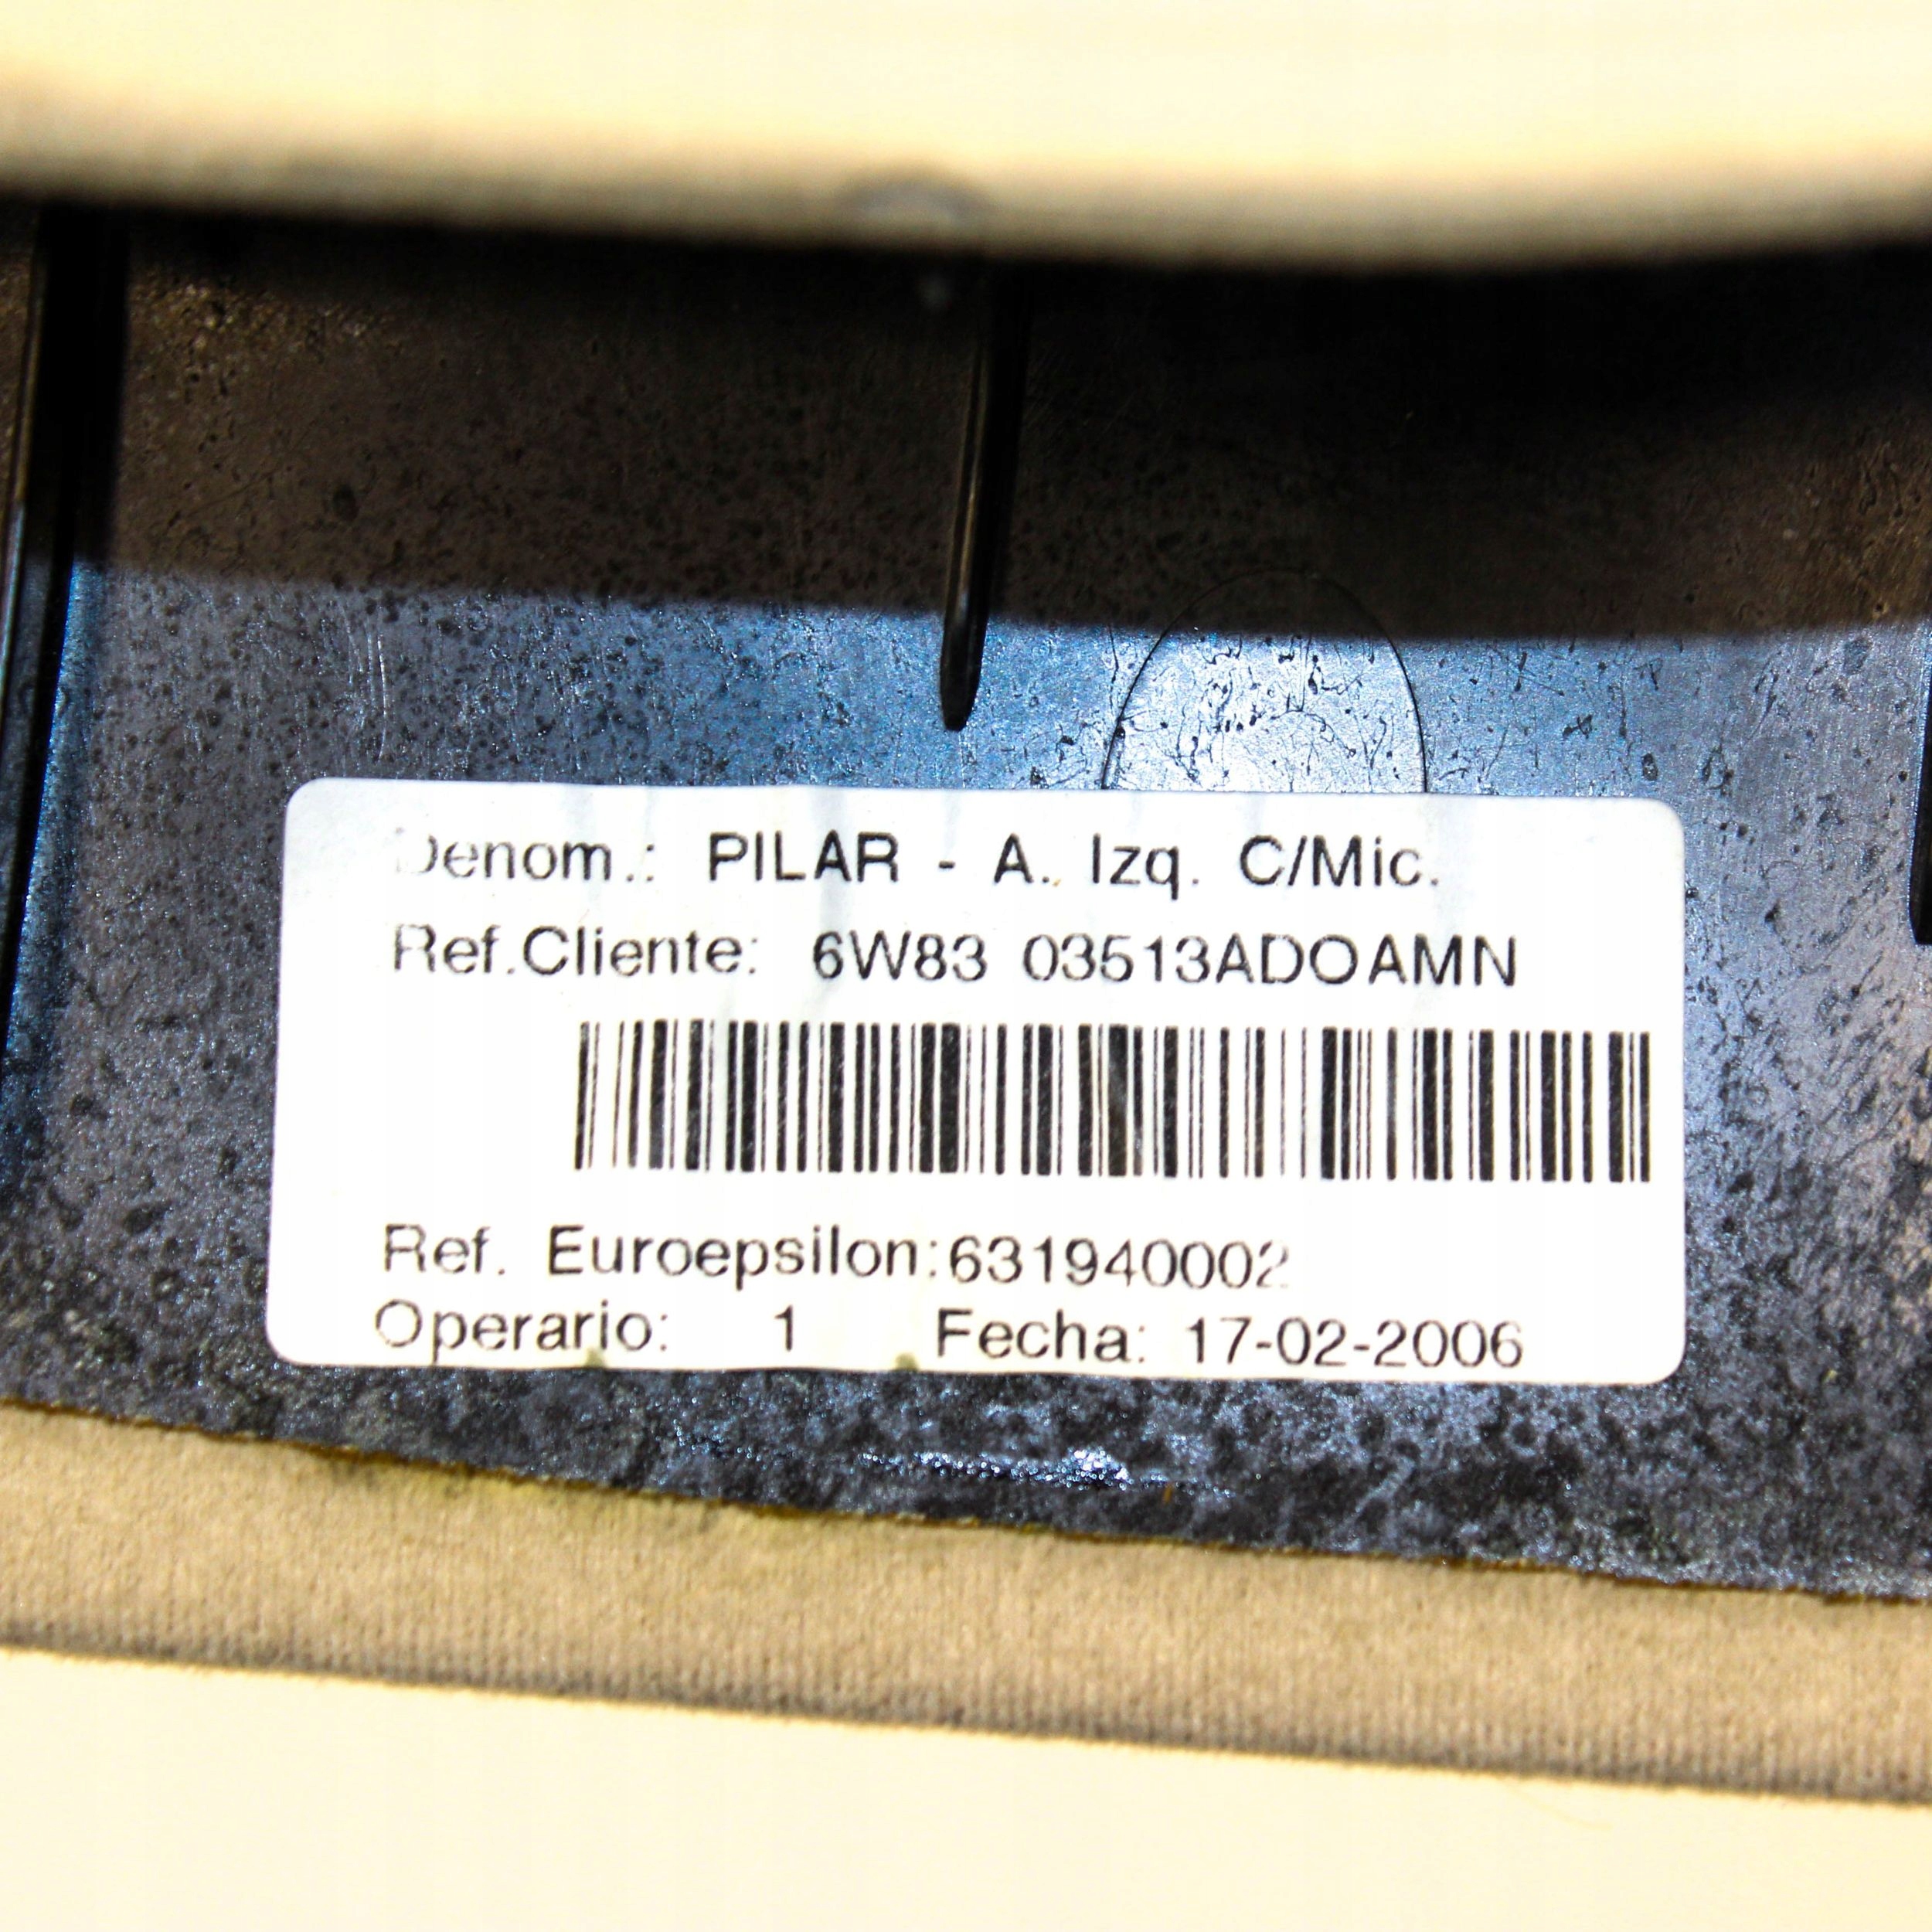 Denom.: PILAR - A. Izq. C/Mic.
Ref.Cliente: 6W83 03513ADOAMN
Ref. Euroepsilon:631940002
Operario: 1 Fecha: 17-02-2006